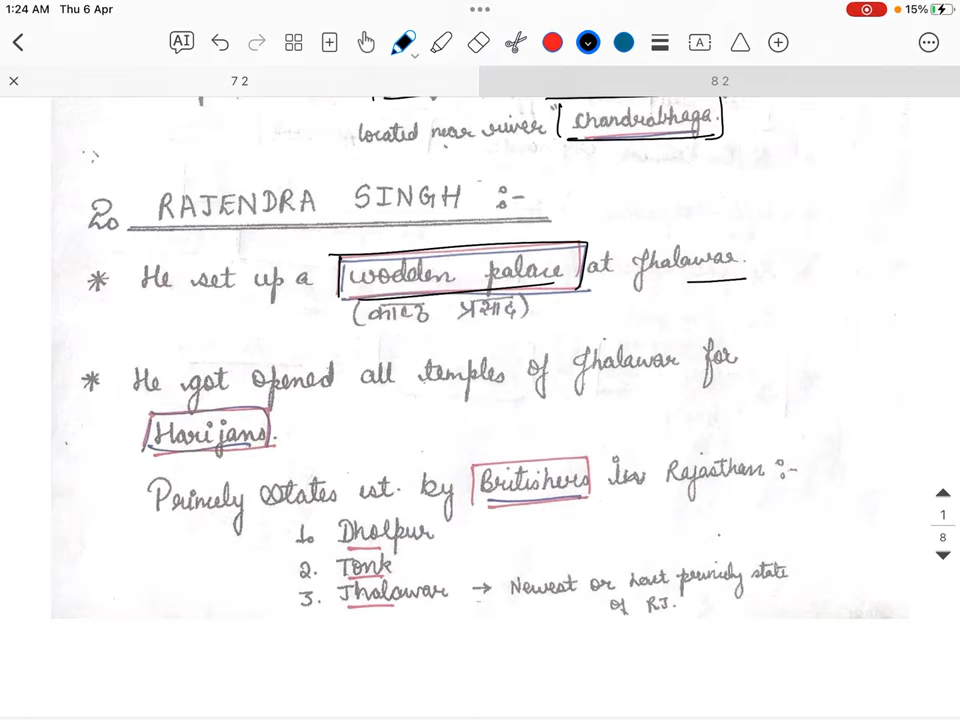 1:24 AM Thu 6 Apr
15%
AI
A
72
82
located near river "Chandrabhaga.
2. RAJENDRA SINGH :-
* He set up a wodden palace at Jhalawar.
(काष्ठ प्रसाद)
* He got opened all temples of Jhalawar for
Harijans.
Princely States est. by Britishers in Rajasthan :-
1. Dholpur
2. Tonk
3. Jhalawar → Newest or last princely state
of RJ.
1
8